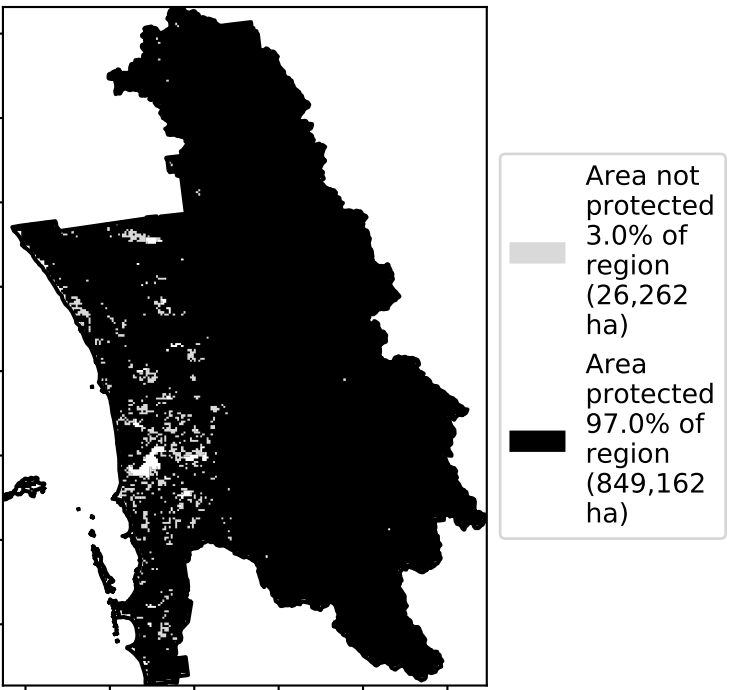 Area not
protected
3.0% of
region
(26,262
ha)
Area
protected
97.0% of
region
(849,162
ha)